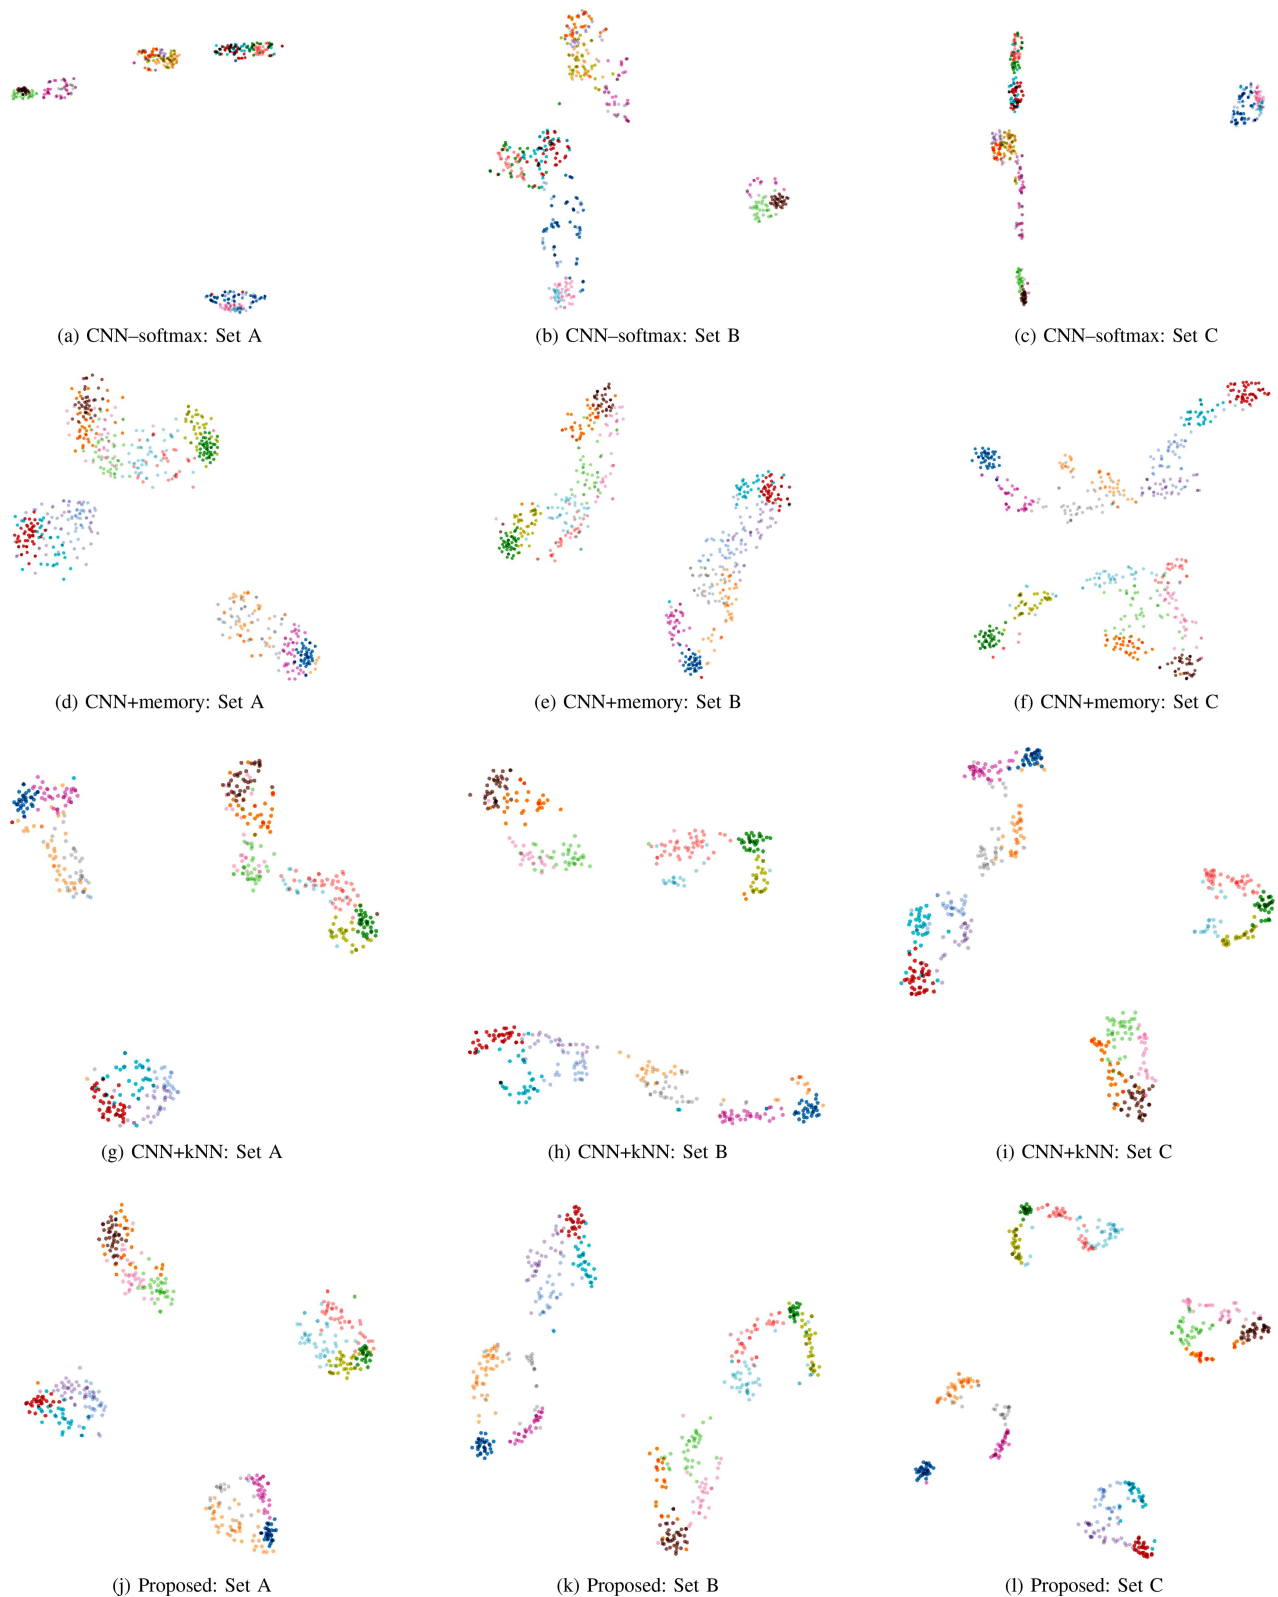 (a) CNN–softmax: Set A
(b) CNN–softmax: Set B
(c) CNN–softmax: Set C
(d) CNN+memory: Set A
(e) CNN+memory: Set B
(f) CNN+memory: Set C
(g) CNN+kNN: Set A
(h) CNN+kNN: Set B
(i) CNN+kNN: Set C
(j) Proposed: Set A
(k) Proposed: Set B
(l) Proposed: Set C